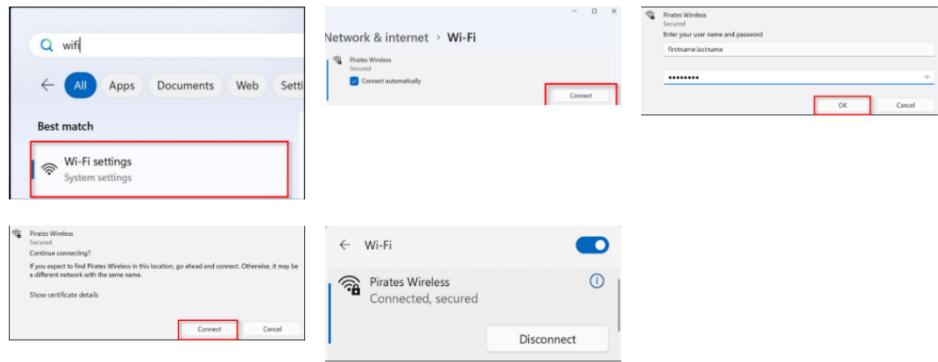 wifi
All Apps Documents Web Setti
Best match
Wi-Fi settings
System settings
Network & internet > Wi-Fi
Pirates Wireless
Secured
Connect automatically
Connect
Pirates Wireless
Secured
Enter your user name and password
firstname.lastname
••••••••
OK Cancel
Pirates Wireless
Secured
Continue connecting?
If you expect to find Pirates Wireless in this location, go ahead and connect. Otherwise, it may be
a different network with the same name.
Show certificate details
Connect Cancel
Wi-Fi
Pirates Wireless
Connected, secured
Disconnect